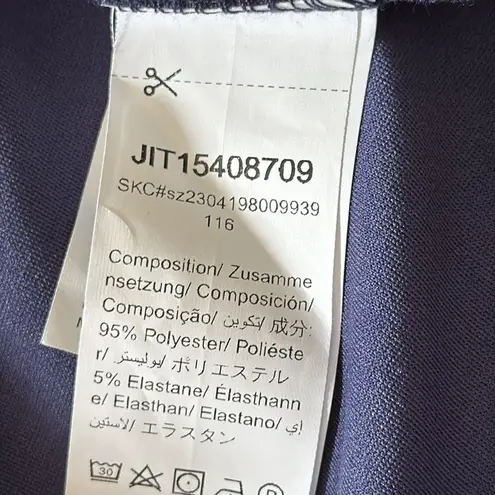 JIT15408709
SKC#sz2304198009939
116
Composition/ Zusamme
nsetzung/ Composición/
Composição/ تكوين/ 成分:
95% Polyester/ Poliéste
r/ بوليستر/ ポリエステル
5% Elastane/ Élasthann
e/ Elasthan/ Elastano/ إي
لاستين/ エラスタン
30